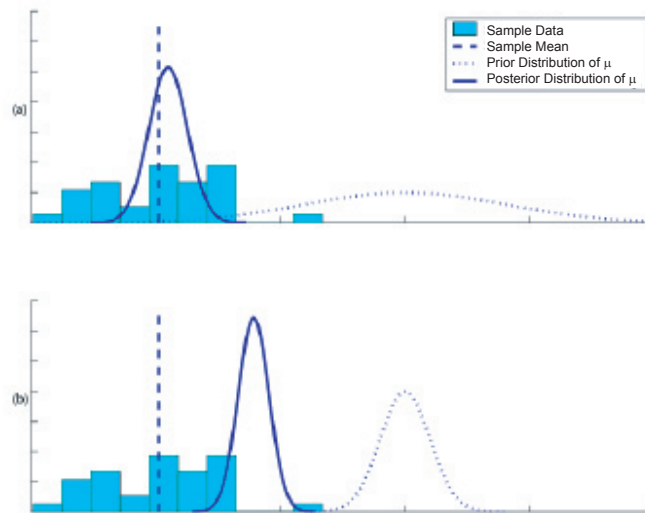 Sample Data
Sample Mean
Prior Distribution of μ
Posterior Distribution of μ
(a)
(b)